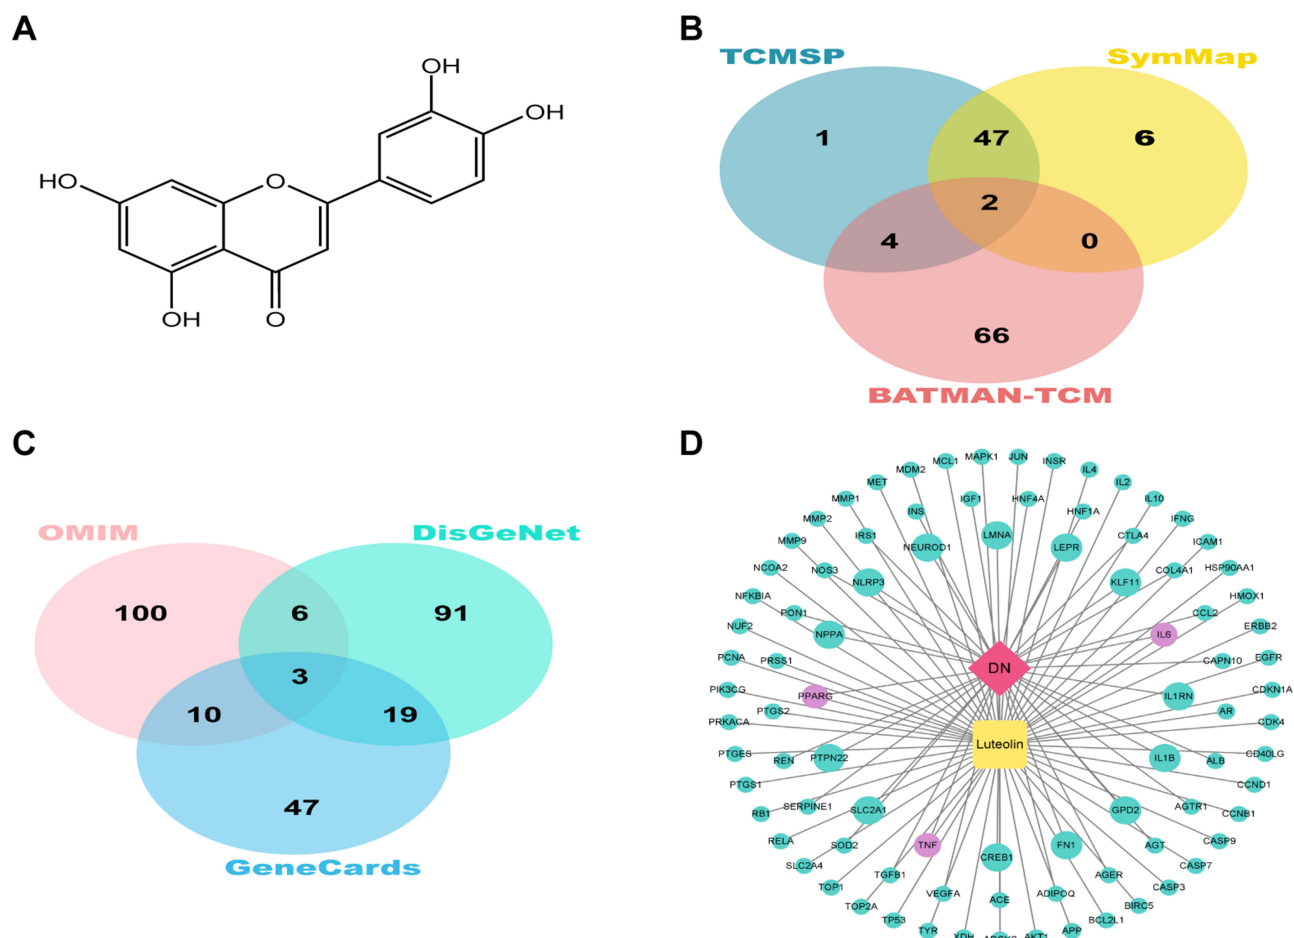 A
OH
OH
HO
O
OH
O
B
TCMSP
SymMap
1
47
6
2
4
0
66
BATMAN-TCM
C
OMIM
DisGeNet
100
6
91
3
10
19
47
GeneCards
D
MCL1
MAPK1
JUN
INSR
IL4
MDM2
IL2
MET
IL10
MMP1
INS
IGF1
HNF4A
HNF1A
IFNG
MMP2
IRS1
NEUROD1
LMNA
LEPR
CTLA4
ICAM1
MMP9
NOS3
COL4A1
HSP90AA1
NCOA2
NLRP3
KLF11
NFKBIA
HMOX1
PON1
CCL2
NUF2
NPPA
IL6
ERBB2
PCNA
PRSS1
DN
CAPN10
EGFR
PIK3CG
PPARG
IL1RN
CDKN1A
PTGS2
AR
PRKACA
CDK4
Luteolin
PTGES
REN
PTPN22
IL1B
ALB
CD40LG
PTGS1
CCND1
SERPINE1
SLC2A1
GPD2
AGTR1
RB1
CCNB1
RELA
SOD2
TNF
CREB1
FN1
AGT
CASP9
SLC2A4
TGFB1
AGER
CASP7
TOP1
VEGFA
ACE
ADIPOQ
CASP3
TOP2A
BIRC5
TP53
BCL2L1
TYR
APP
XDH
AKT1